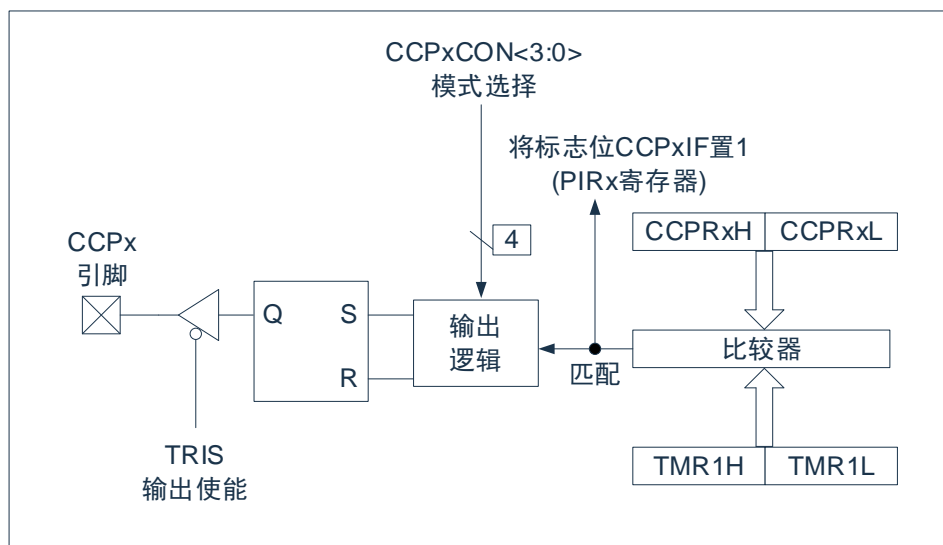 CCPxCON<3:0>
模式选择
将标志位CCPxIF置1
(PIRx寄存器)
CCPRxH CCPRxL
4
CCPx
引脚
Q S
R
输出
逻辑
匹配
比较器
TRIS
输出使能
TMR1H TMR1L